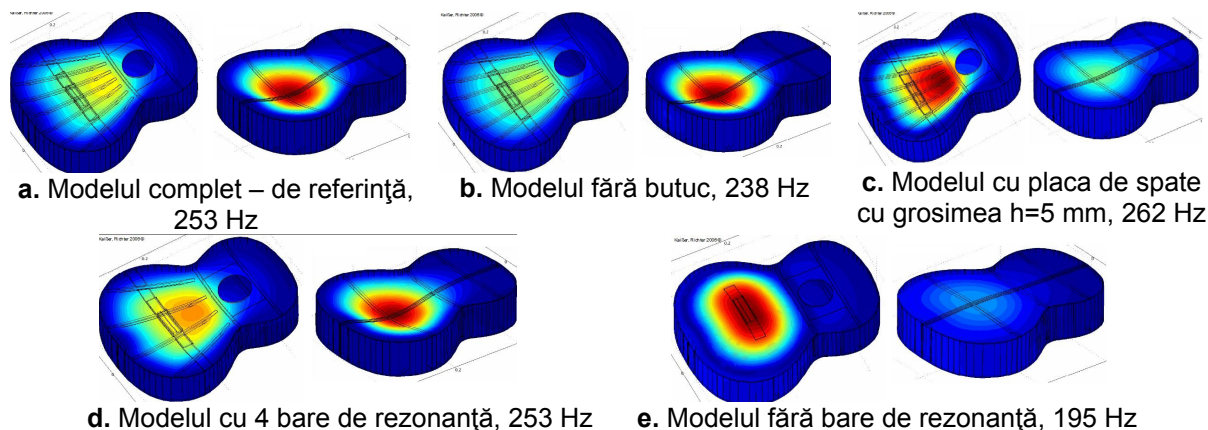 a. Modelul complet – de referinţă,
253 Hz
b. Modelul fără butuc, 238 Hz
c. Modelul cu placa de spate
cu grosimea h=5 mm, 262 Hz
d. Modelul cu 4 bare de rezonanţă, 253 Hz
e. Modelul fără bare de rezonanţă, 195 Hz